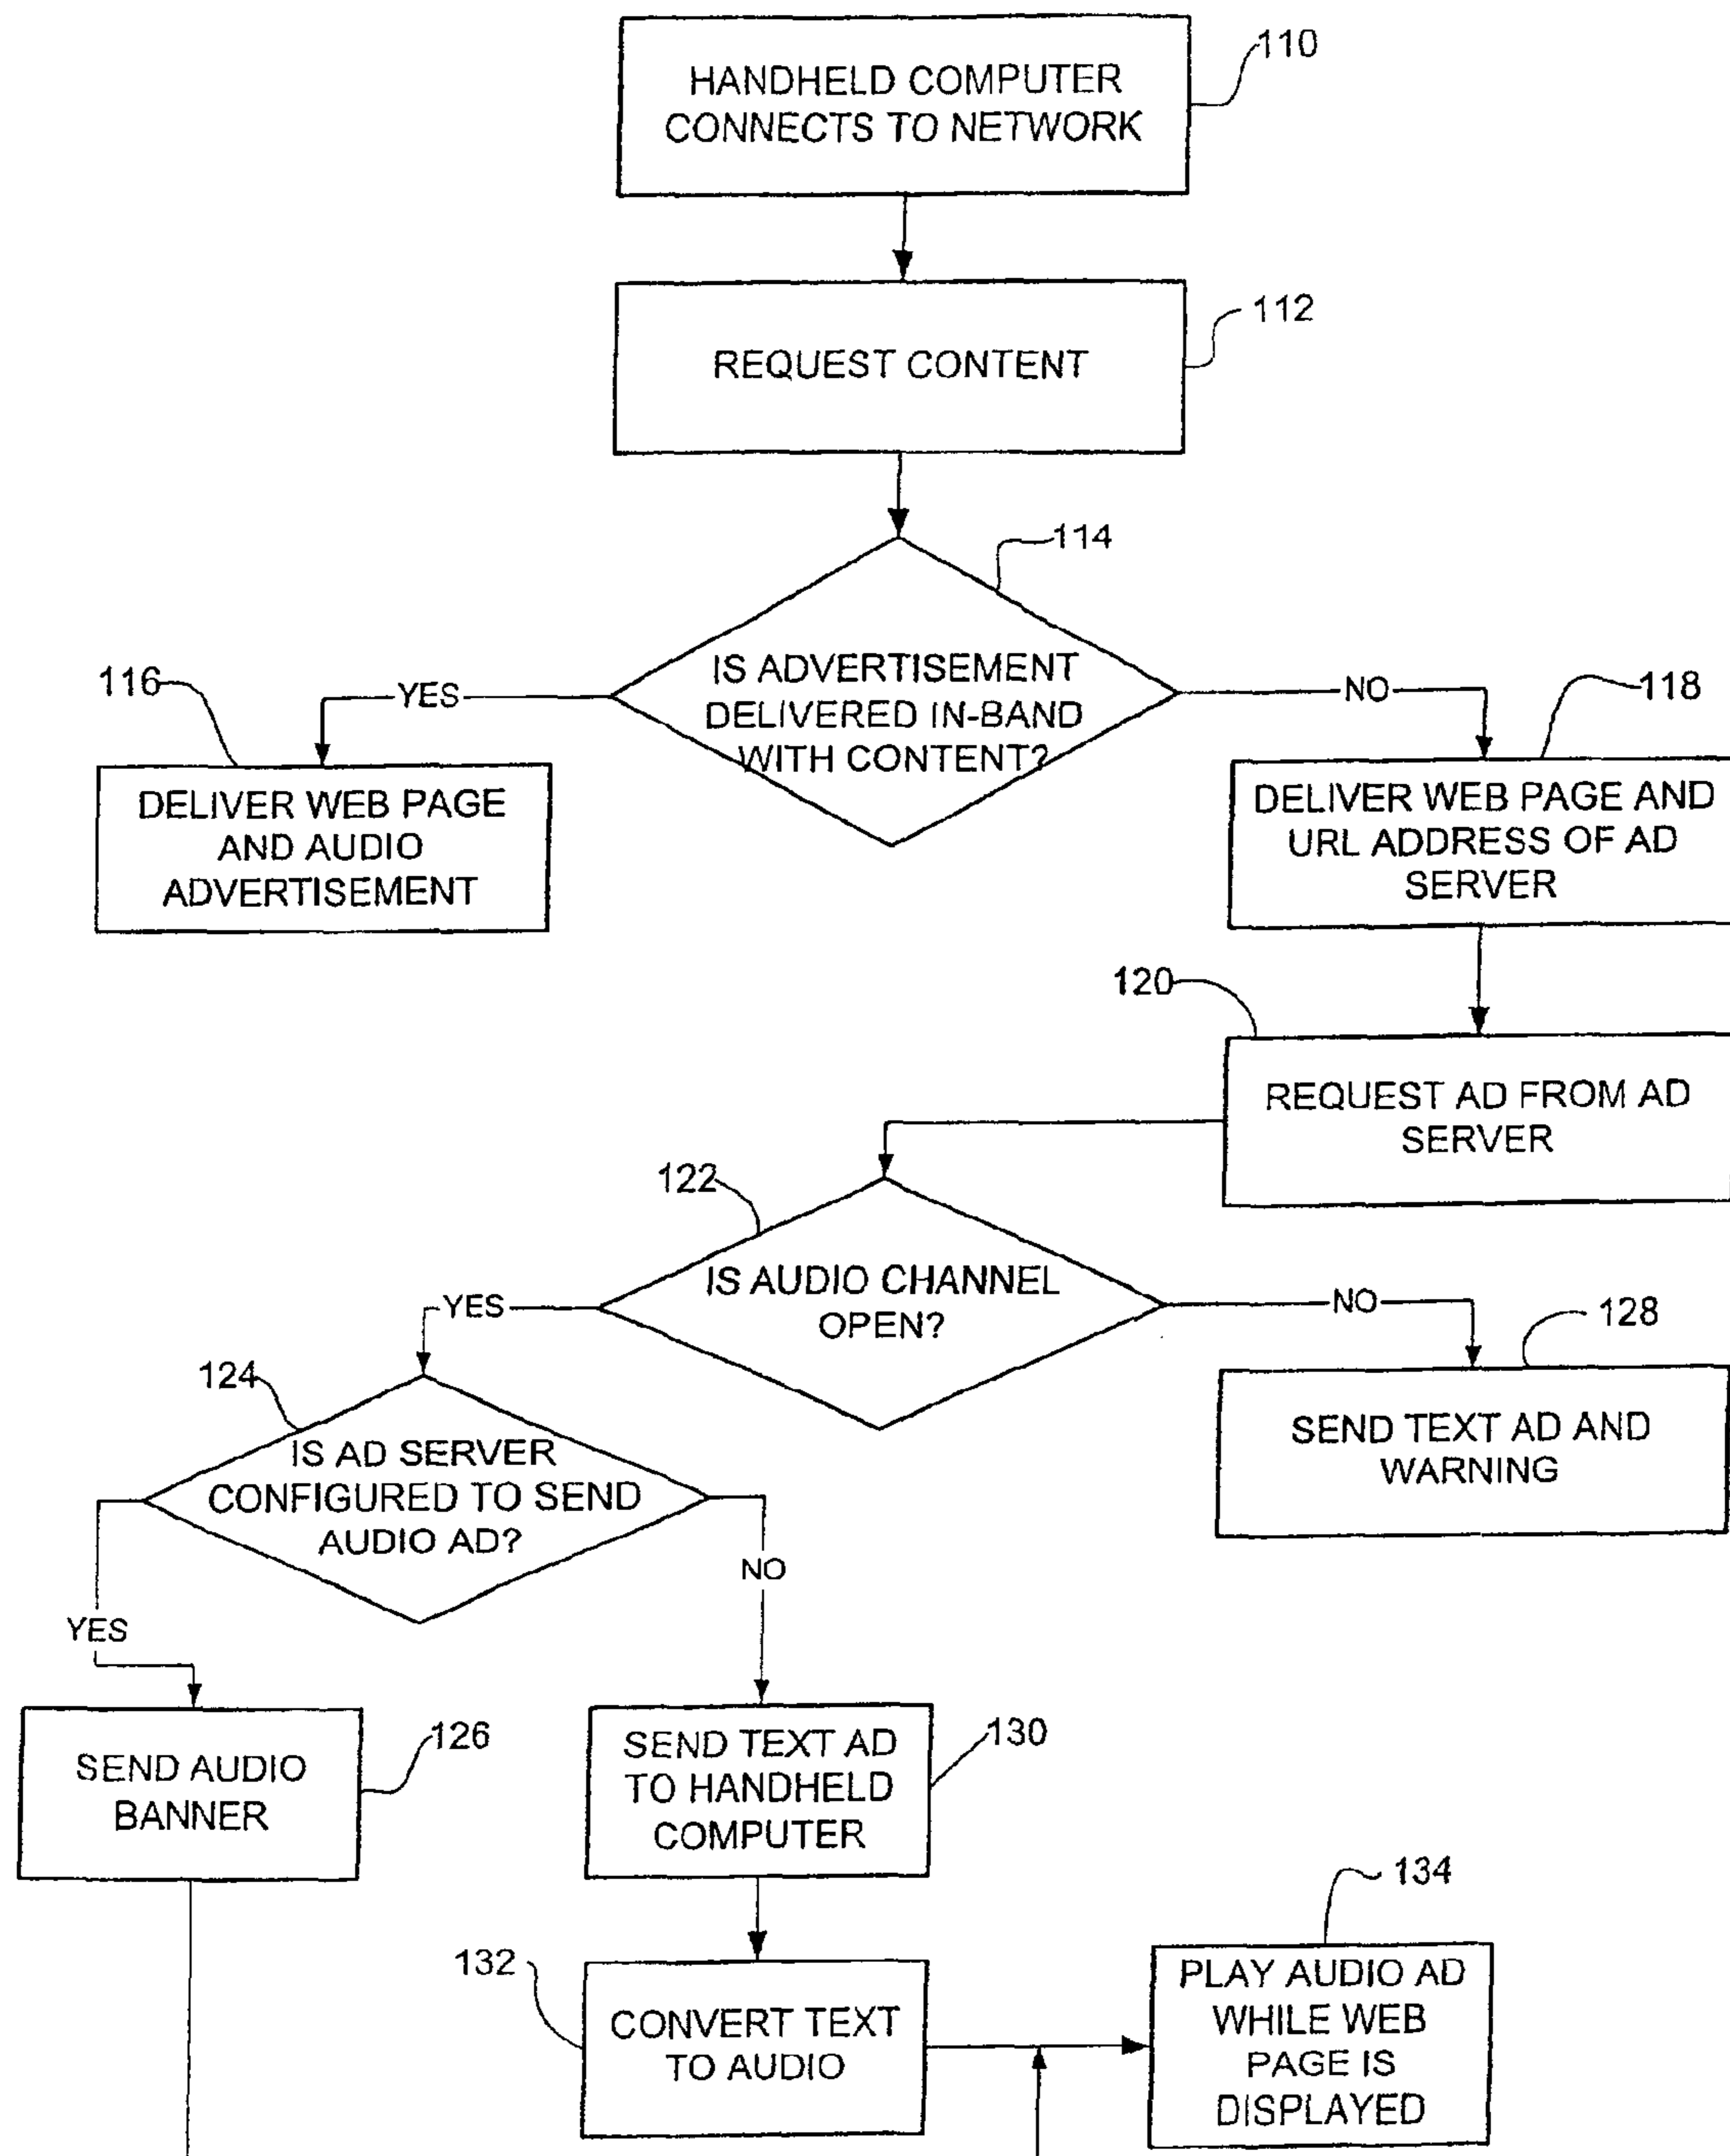 HANDHELD COMPUTER
CONNECTS TO NETWORK
110
REQUEST CONTENT
112
114
IS ADVERTISEMENT
DELIVERED IN-BAND
WITH CONTENT?
YES
NO
116
DELIVER WEB PAGE
AND AUDIO
ADVERTISEMENT
118
DELIVER WEB PAGE AND
URL ADDRESS OF AD
SERVER
120
REQUEST AD FROM AD
SERVER
122
IS AUDIO CHANNEL
OPEN?
YES
NO
128
SEND TEXT AD AND
WARNING
124
IS AD SERVER
CONFIGURED TO SEND
AUDIO AD?
YES
NO
SEND AUDIO
BANNER
126
SEND TEXT AD
TO HANDHELD
COMPUTER
130
132
CONVERT TEXT
TO AUDIO
134
PLAY AUDIO AD
WHILE WEB
PAGE IS
DISPLAYED